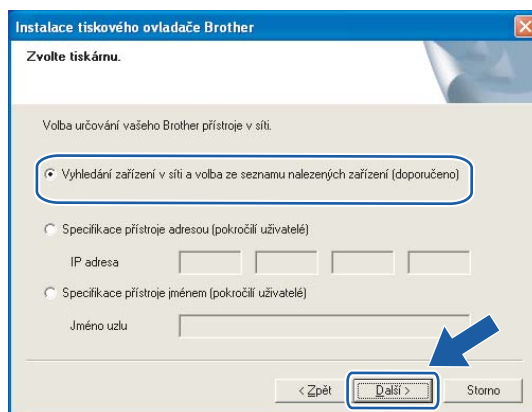 Instalace tiskového ovladače Brother
Zvolte tiskárnu.
Volba určování vašeho Brother přístroje v síti.
Vyhledání zařízení v síti a volba ze seznamu nalezených zařízení (doporučeno)
Specifikace přístroje adresou (pokročilí uživatelé)
IP adresa
Specifikace přístroje jménem (pokročilí uživatelé)
Jméno uzlu
< Zpět Další > Storno